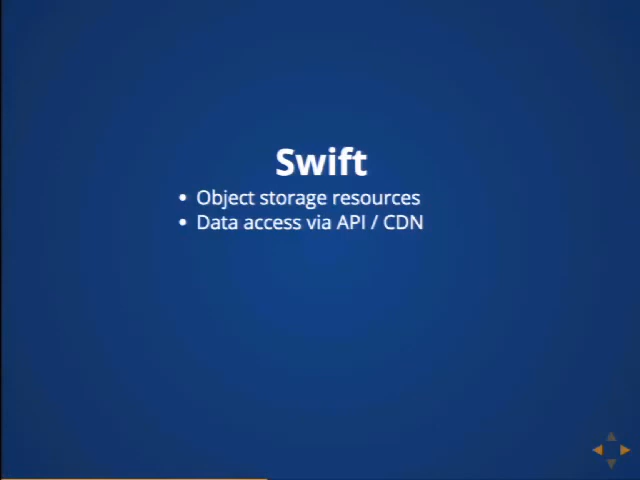 Swift
• Object storage resources
• Data access via API / CDN